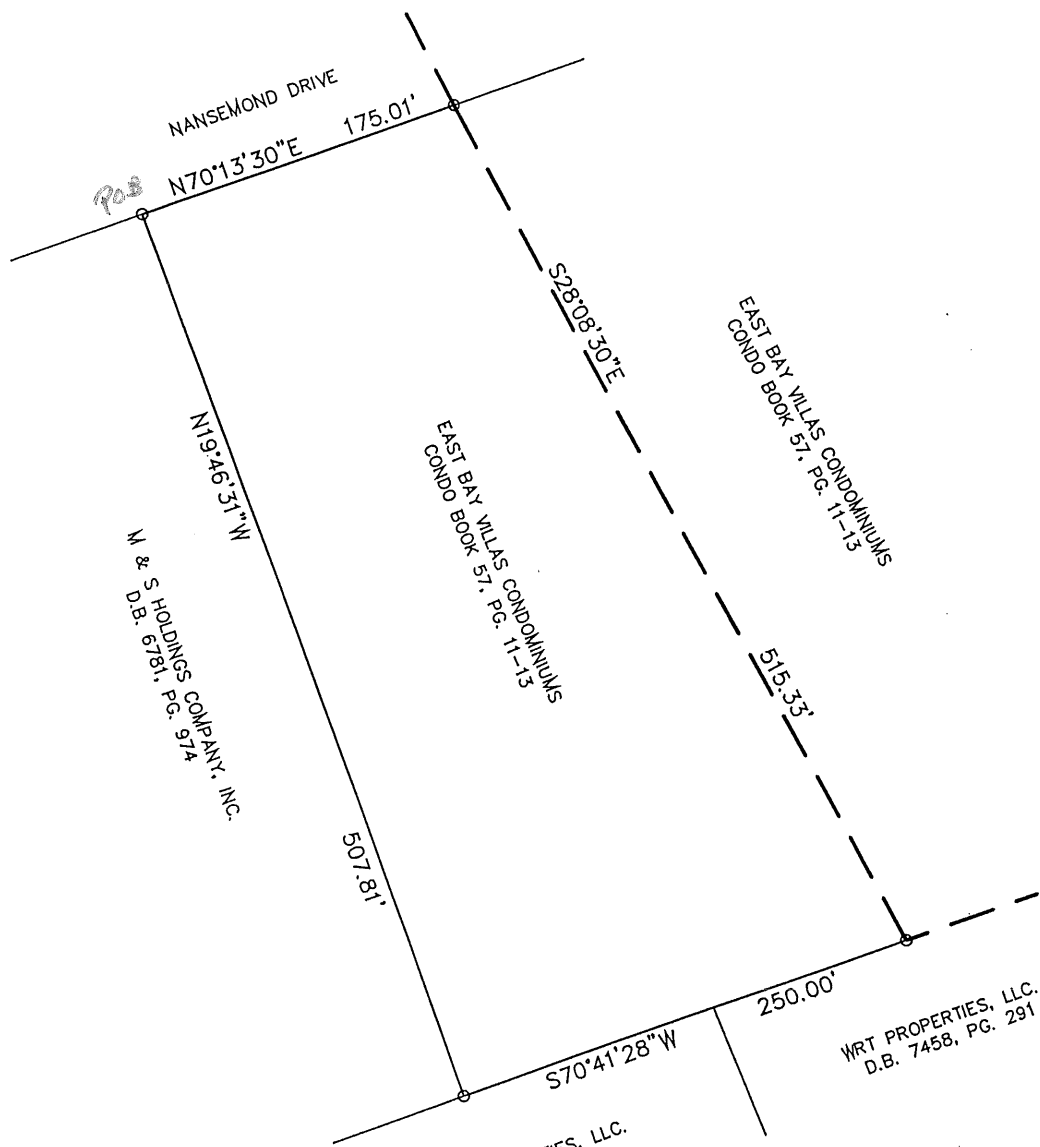 NANSEMOND DRIVE
175.01'
N70°13'30"E
P.O.B
S28°08'30"E
EAST BAY VILLAS CONDOMINIUMS
CONDO BOOK 57, PG. 11-13
N19°46'31"W
EAST BAY VILLAS CONDOMINIUMS
CONDO BOOK 57, PG. 11-13
M & S HOLDINGS COMPANY, INC.
D.B. 6781, PG. 974
515.33'
507.81'
250.00'
S70°41'28"W
WRT PROPERTIES, LLC.
D.B. 7458, PG. 291
LLC.